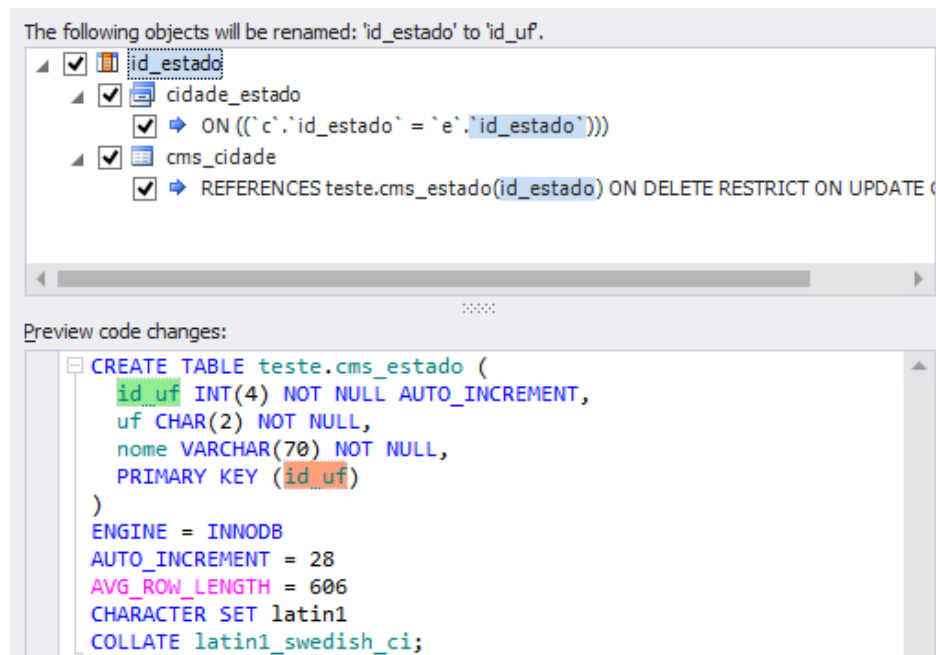 The following objects will be renamed: 'id_estado' to 'id_uf'.
id_estado
cidade_estado
ON ((`c`.`id_estado` = `e`.`id_estado`)))
cms_cidade
REFERENCES teste.cms_estado(id_estado) ON DELETE RESTRICT ON UPDATE
Preview code changes:
CREATE TABLE teste.cms_estado (
id_uf INT(4) NOT NULL AUTO_INCREMENT,
uf CHAR(2) NOT NULL,
nome VARCHAR(70) NOT NULL,
PRIMARY KEY (id_uf)
)
ENGINE = INNODB
AUTO_INCREMENT = 28
AVG_ROW_LENGTH = 606
CHARACTER SET latin1
COLLATE latin1_swedish_ci;